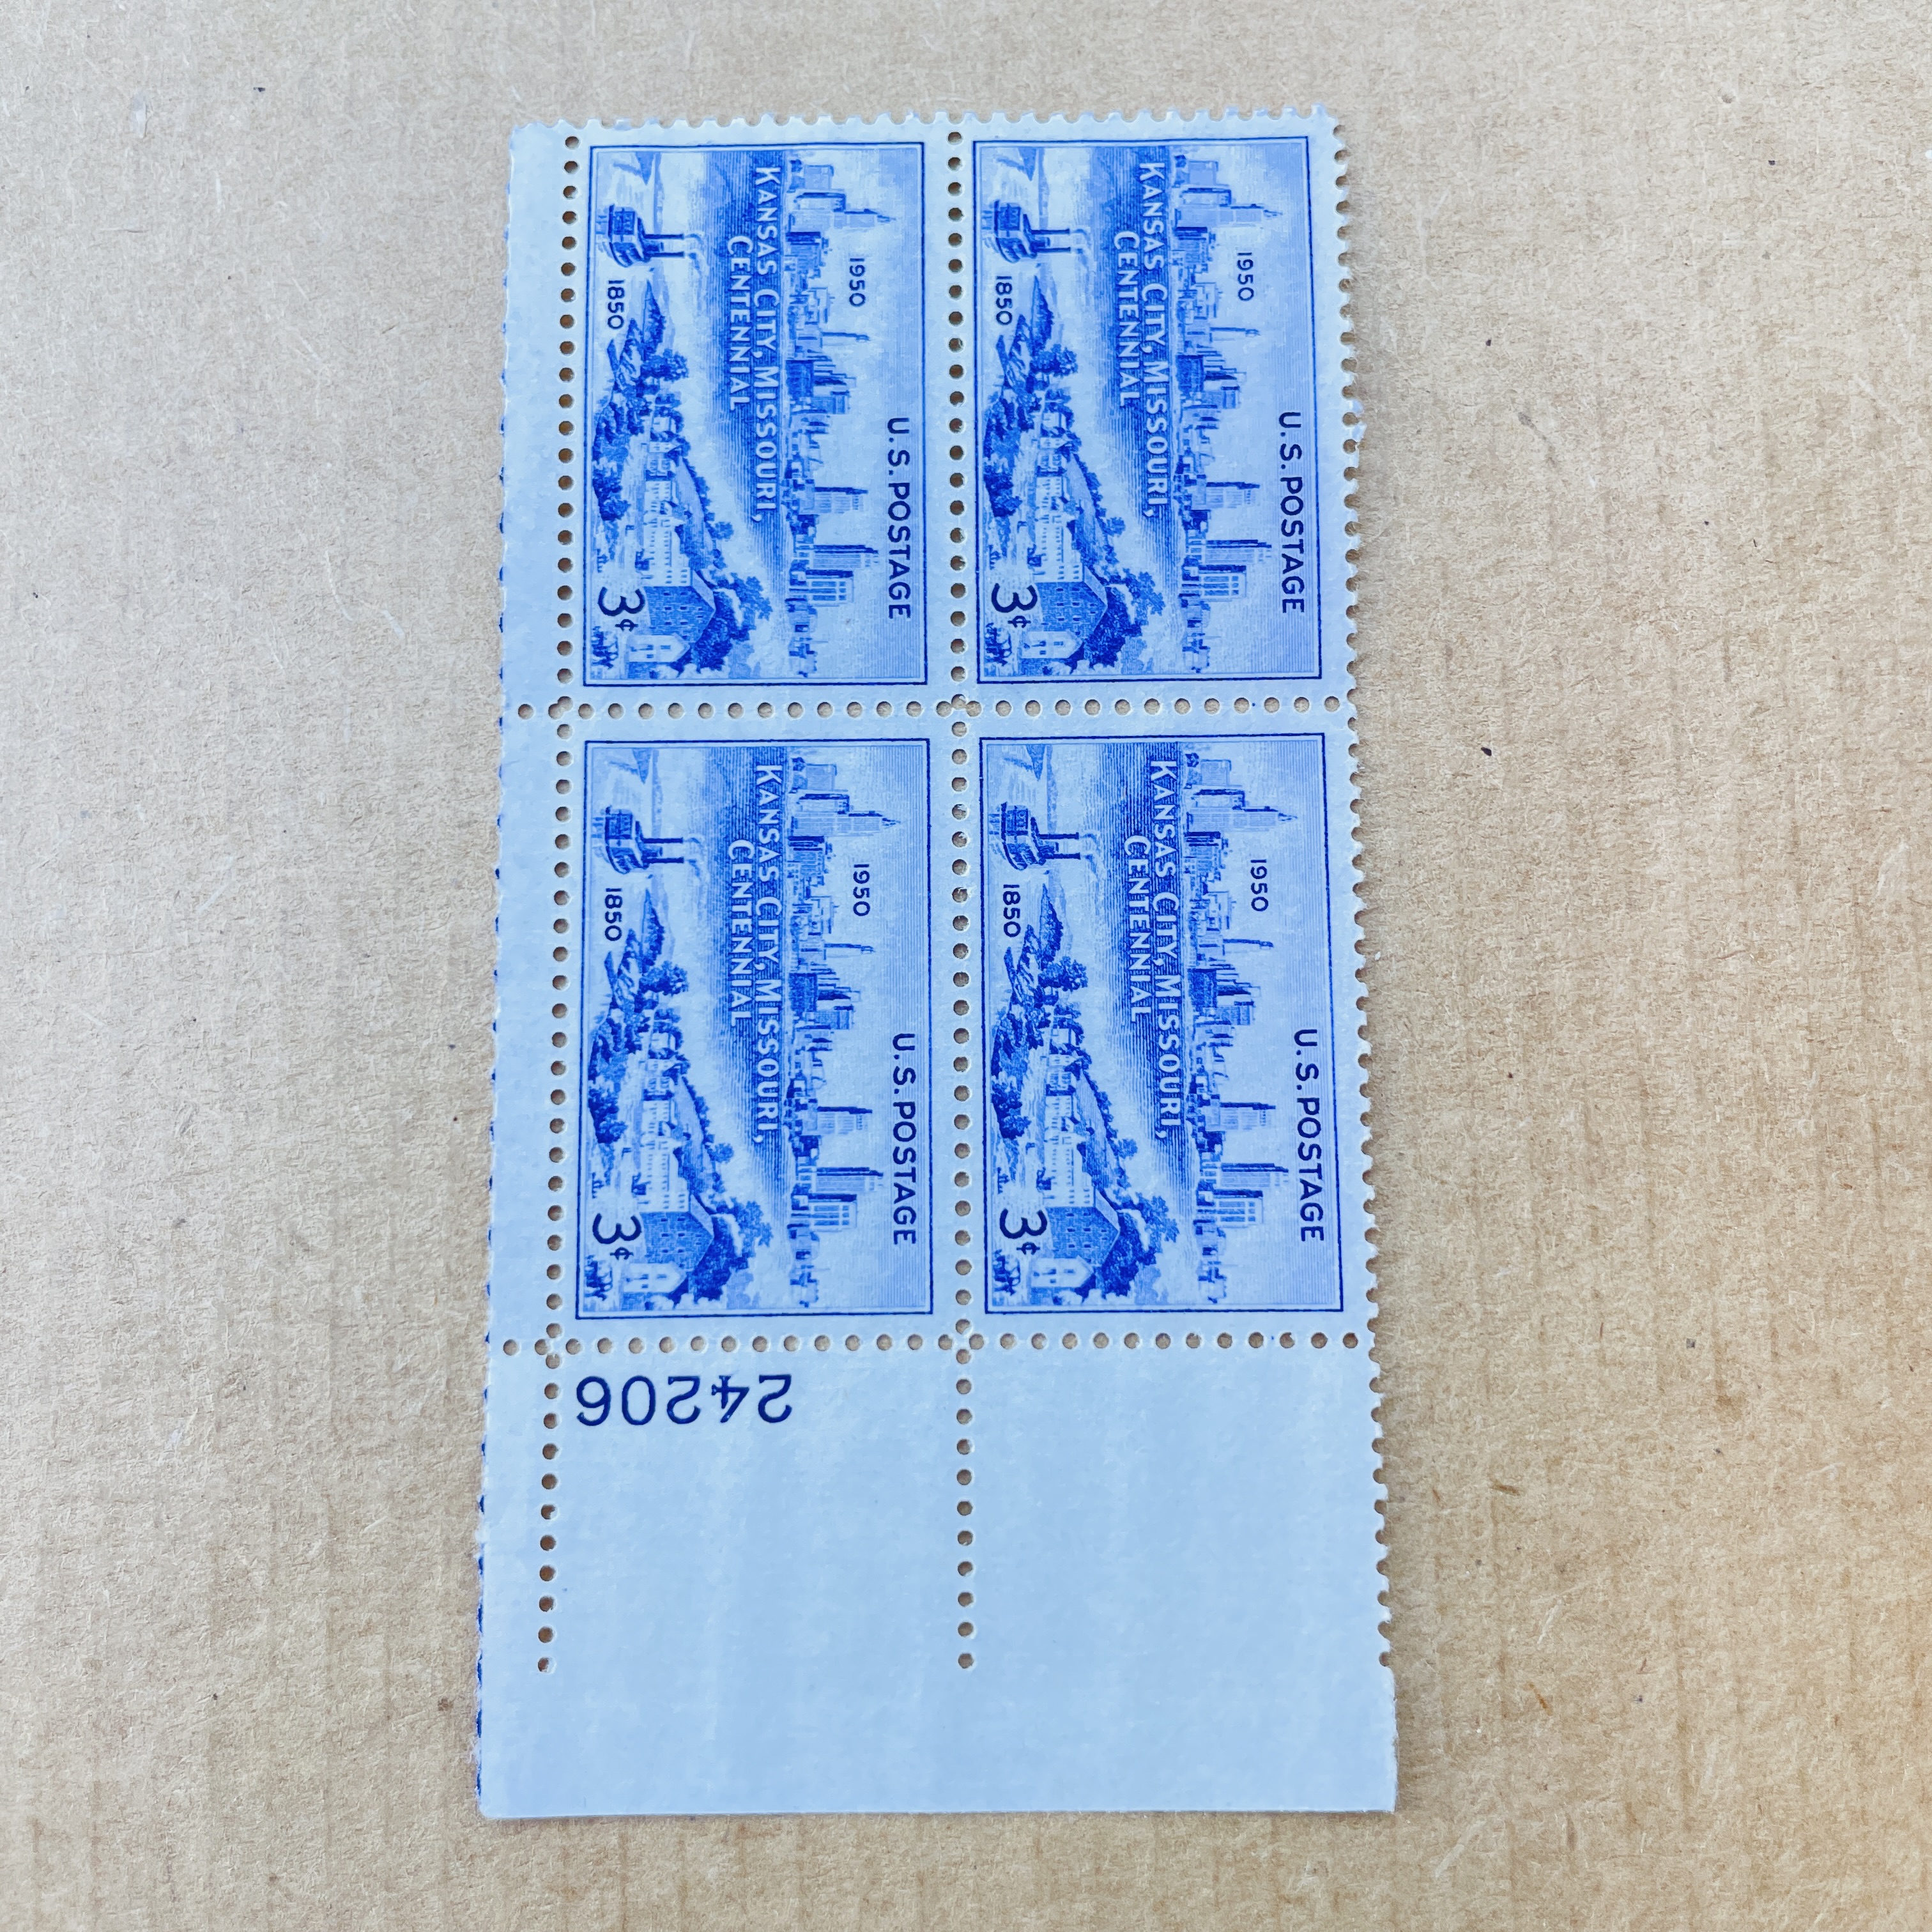 U.S. POSTAGE
1950
KANSAS CITY, MISSOURI,
CENTENNIAL
1850
3¢
U.S. POSTAGE
1950
KANSAS CITY, MISSOURI,
CENTENNIAL
1850
3¢
U.S. POSTAGE
1950
KANSAS CITY, MISSOURI,
CENTENNIAL
1850
3¢
U.S. POSTAGE
1950
KANSAS CITY, MISSOURI,
CENTENNIAL
1850
3¢
24206